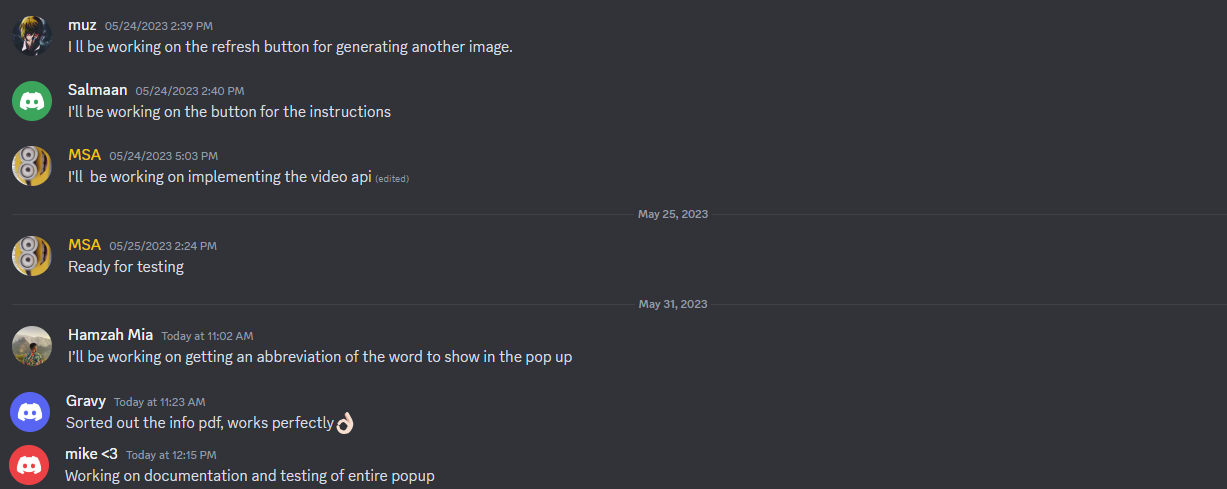 muz 05/24/2023 2:39 PM
I ll be working on the refresh button for generating another image.
Salmaan 05/24/2023 2:40 PM
I'll be working on the button for the instructions
MSA 05/24/2023 5:03 PM
I'll  be working on implementing the video api (edited)
May 25, 2023
MSA 05/25/2023 2:24 PM
Ready for testing
May 31, 2023
Hamzah Mia Today at 11:02 AM
I'll be working on getting an abbreviation of the word to show in the pop up
Gravy Today at 11:23 AM
Sorted out the info pdf, works perfectly👌🏻
mike <3 Today at 12:15 PM
Working on documentation and testing of entire popup